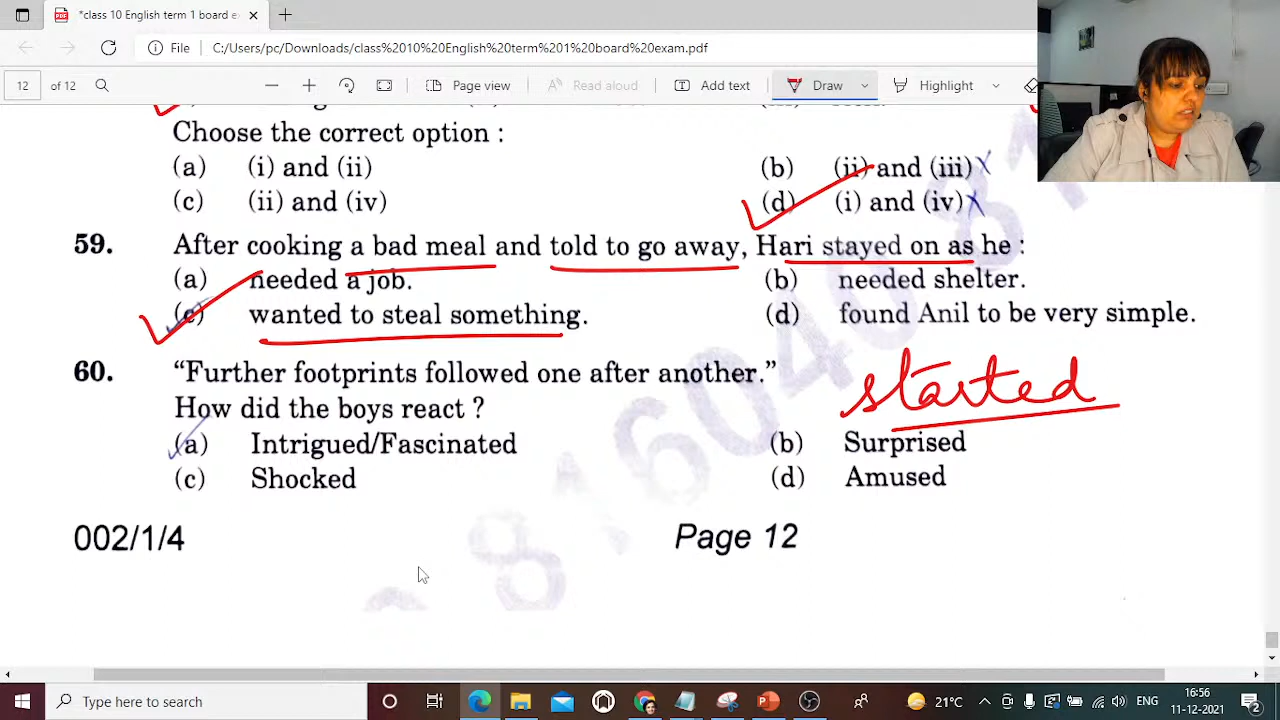 *class 10 English term 1 board e
File C:/Users/pc/Downloads/class%2010%20English%20term%201%20board%20exam.pdf
12 of 12 Page view Read aloud Add text Draw Highlight
Choose the correct option :
(a) (i) and (ii) (b) (ii) and (iii)
(c) (ii) and (iv) (d) (i) and (iv)
59. After cooking a bad meal and told to go away, Hari stayed on as he :
(a) needed a job. (b) needed shelter.
(c) wanted to steal something. (d) found Anil to be very simple.
60. “Further footprints followed one after another.”
started
How did the boys react ?
(a) Intrigued/Fascinated (b) Surprised
(c) Shocked (d) Amused
002/1/4 Page 12
Type here to search 21°C ENG 16:56
11-12-2021 2